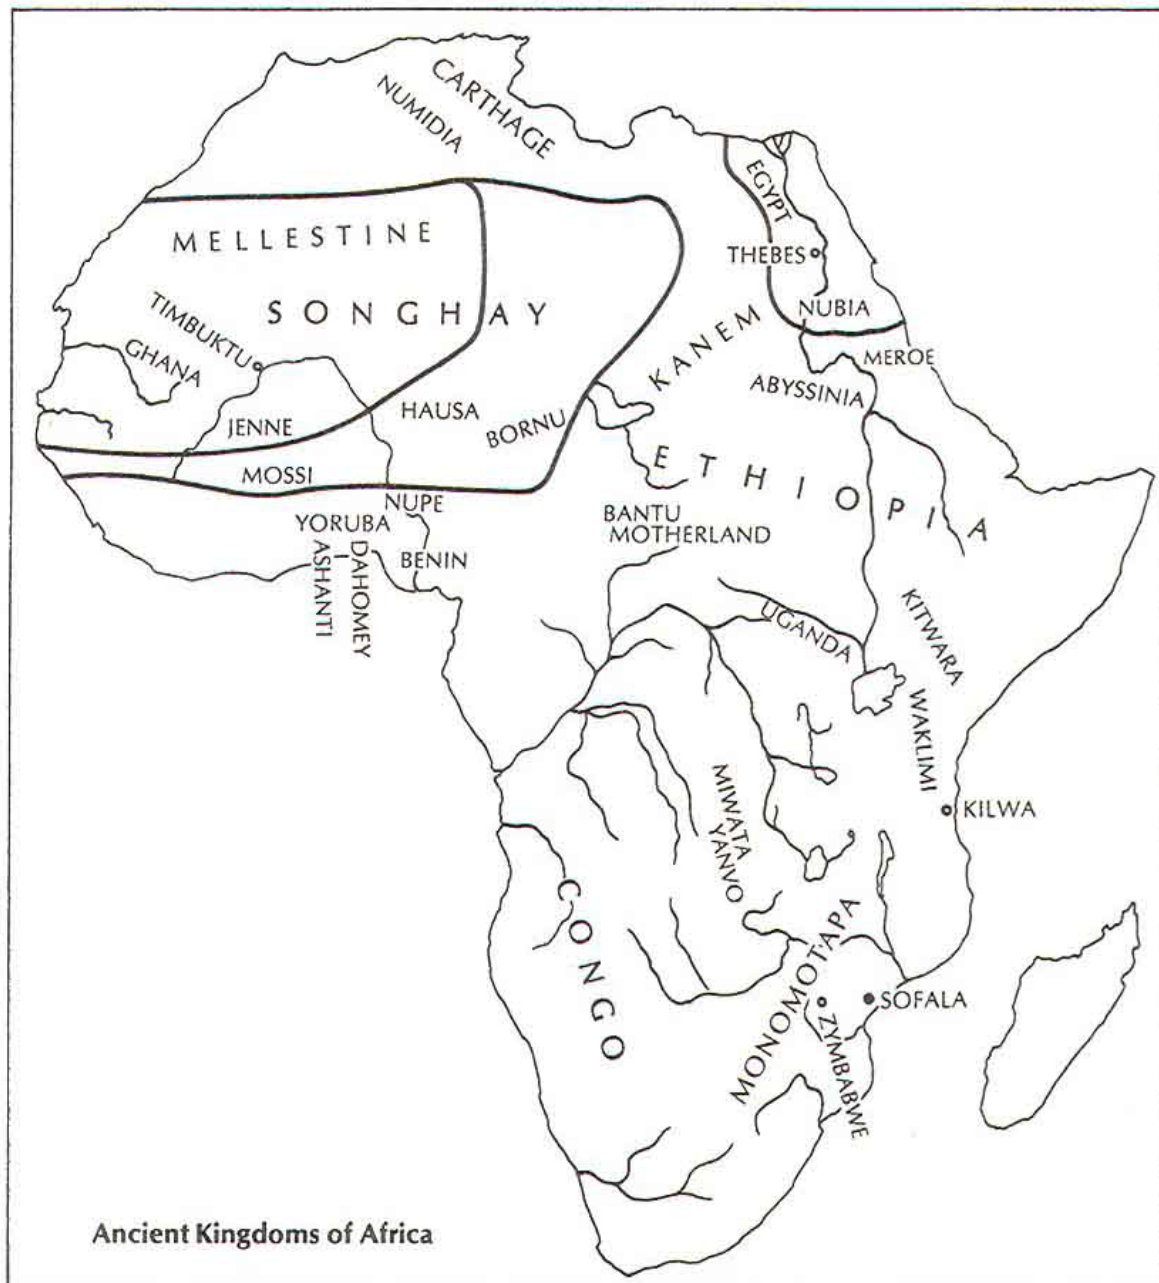 CARTHAGE
NUMIDIA
EGYPT
MELLESTINE
THEBES
SONGHAY
TIMBUKTU
NUBIA
KANEM
GHANA
MEROE
ABYSSINIA
HAUSA
JENNE
BORNU
MOSSI
ETHIOPIA
NUPE
YORUBA
BANTU
MOTHERLAND
BENIN
ASHANTI
DAHOMEY
UGANDA
KITWARA
WAKLIMI
MIWATA
YANVO
KILWA
CONGO
MONOMOTAPA
SOFALA
ZYMBABWE
Ancient Kingdoms of Africa